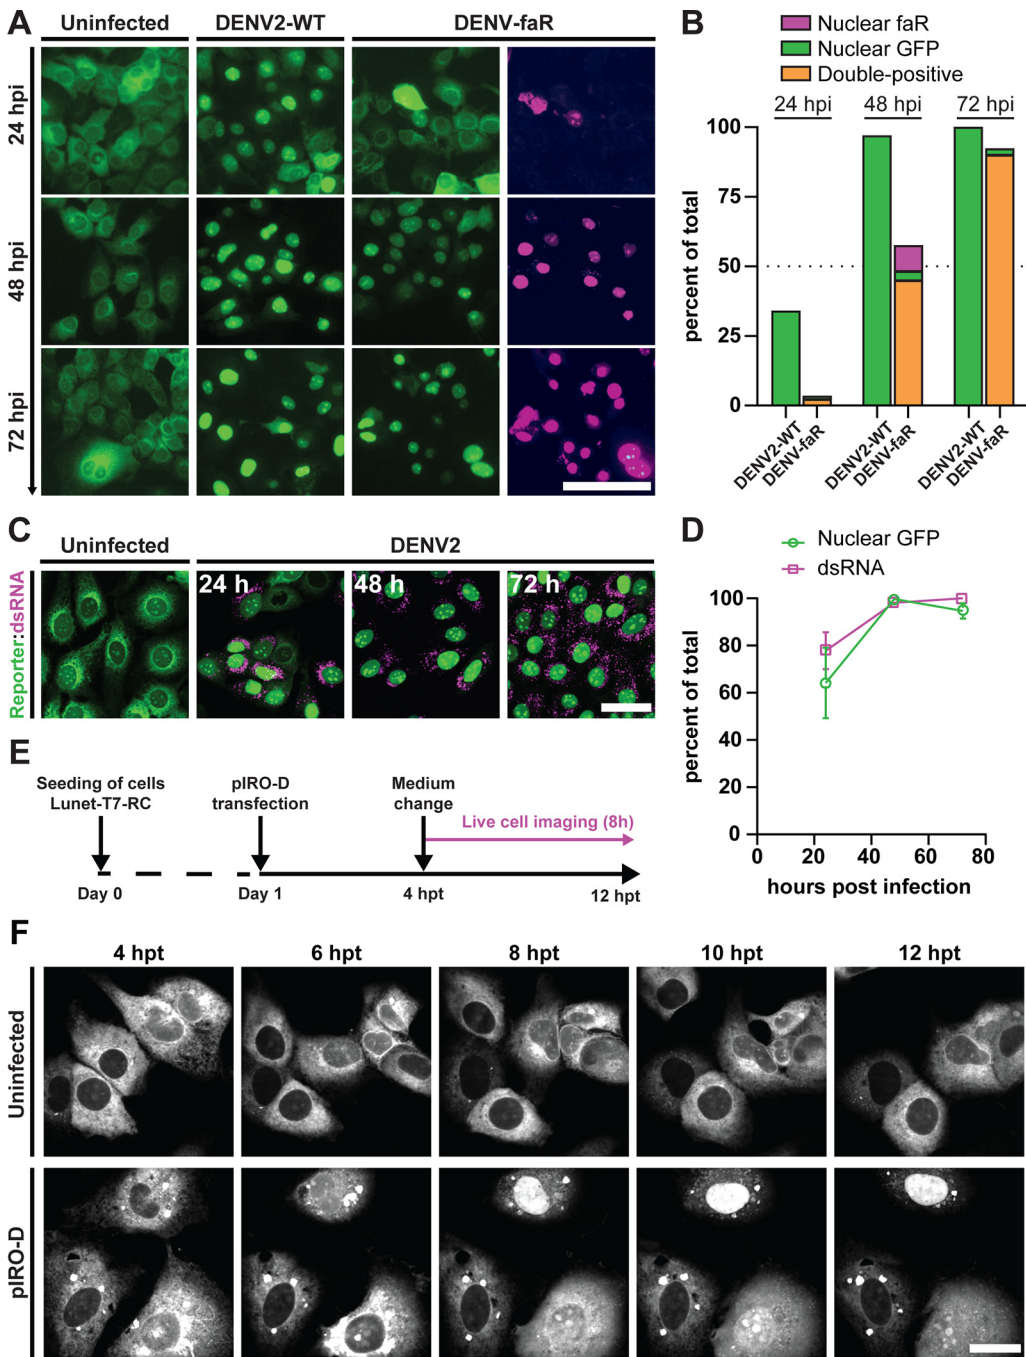 A
Uninfected
DENV2-WT
DENV-faR
24 hpi
48 hpi
72 hpi
B
Nuclear faR
Nuclear GFP
Double-positive
24 hpi
48 hpi
72 hpi
percent of total
100
75
50
25
0
DENV2-WT
DENV-faR
DENV2-WT
DENV-faR
DENV2-WT
DENV-faR
C
Uninfected
DENV2
Reporter:dsRNA
24 h
48 h
72 h
D
Nuclear GFP
dsRNA
percent of total
100
80
60
40
20
0
0
20
40
60
80
hours post infection
E
Seeding of cells
Lunet-T7-RC
pIRO-D
transfection
Medium
change
Live cell imaging (8h)
Day 0
Day 1
4 hpt
12 hpt
F
4 hpt
6 hpt
8 hpt
10 hpt
12 hpt
Uninfected
pIRO-D